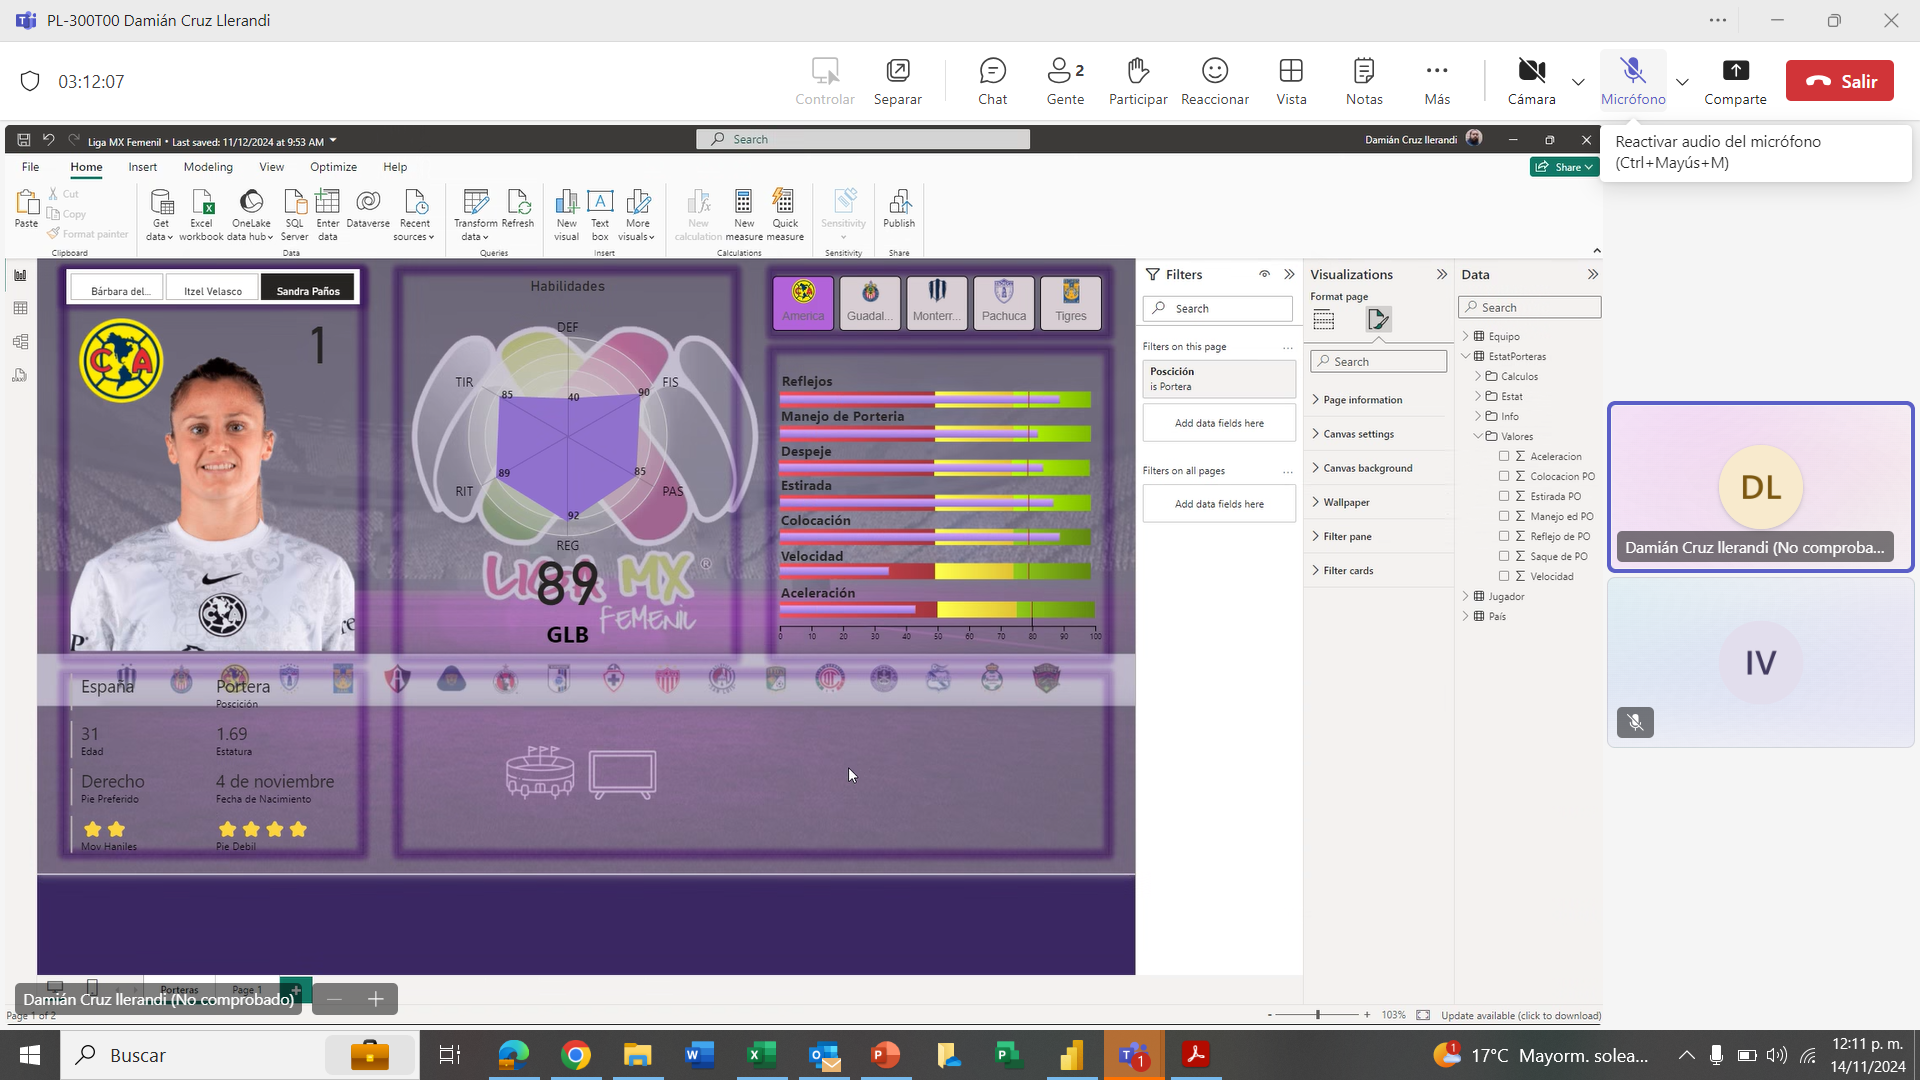 PL-300T00 Damián Cruz Llerandi
03:12:07
Controlar
Separar
Chat
Gente
2
Participar
Reaccionar
Vista
Notas
Más
Cámara
Micrófono
Comparte
Salir
Reactivar audio del micrófono
(Ctrl+Mayús+M)
Liga MX Femenil • Last saved: 11/12/2024 at 9:53 AM
Search
Damián Cruz llerandi
File
Home
Insert
Modeling
View
Optimize
Help
Share
Paste
Cut
Copy
Format painter
Clipboard
Get data
Excel workbook
OneLake data hub
SQL Server
Enter data
Dataverse
Recent sources
Data
Transform data
Refresh
Queries
New visual
Text box
More visuals
Insert
New calculation
New measure
Quick measure
Calculations
Sensitivity
Sensitivity
Publish
Share
Bárbara del...
Itzel Velasco
Sandra Paños
CA
1
Habilidades
DEF
FIS
PAS
REG
RIT
TIR
40
90
85
92
89
85
LIGA MX
®
FEMENIL
89
GLB
America
Guadal...
Monterr...
Pachuca
Tigres
Reflejos
Manejo de Porteria
Despeje
Estirada
Colocación
Velocidad
Aceleración
0 10 20 30 40 50 60 70 80 90 100
España
Portera
Poscición
31
Edad
1.69
Estatura
Derecho
Pie Preferido
4 de noviembre
Fecha de Nacimiento
Mov Haniles
Pie Debil
Filters
Search
Filters on this page
Poscición
is Portera
Add data fields here
Filters on all pages
Add data fields here
Visualizations
Format page
Search
Page information
Canvas settings
Canvas background
Wallpaper
Filter pane
Filter cards
Data
Search
Equipo
EstatPorteras
Calculos
Estat
Info
Valores
Aceleracion
Colocacion PO
Estirada PO
Manejo ed PO
Reflejo de PO
Saque de PO
Velocidad
Jugador
País
DL
Damián Cruz llerandi (No comproba...
IV
Porteras
Page 1
Damián Cruz llerandi (No comprobado)
Page 1 of 2
103%
Update available (click to download)
Buscar
1
1
17°C Mayorm. solea...
12:11 p. m.
14/11/2024